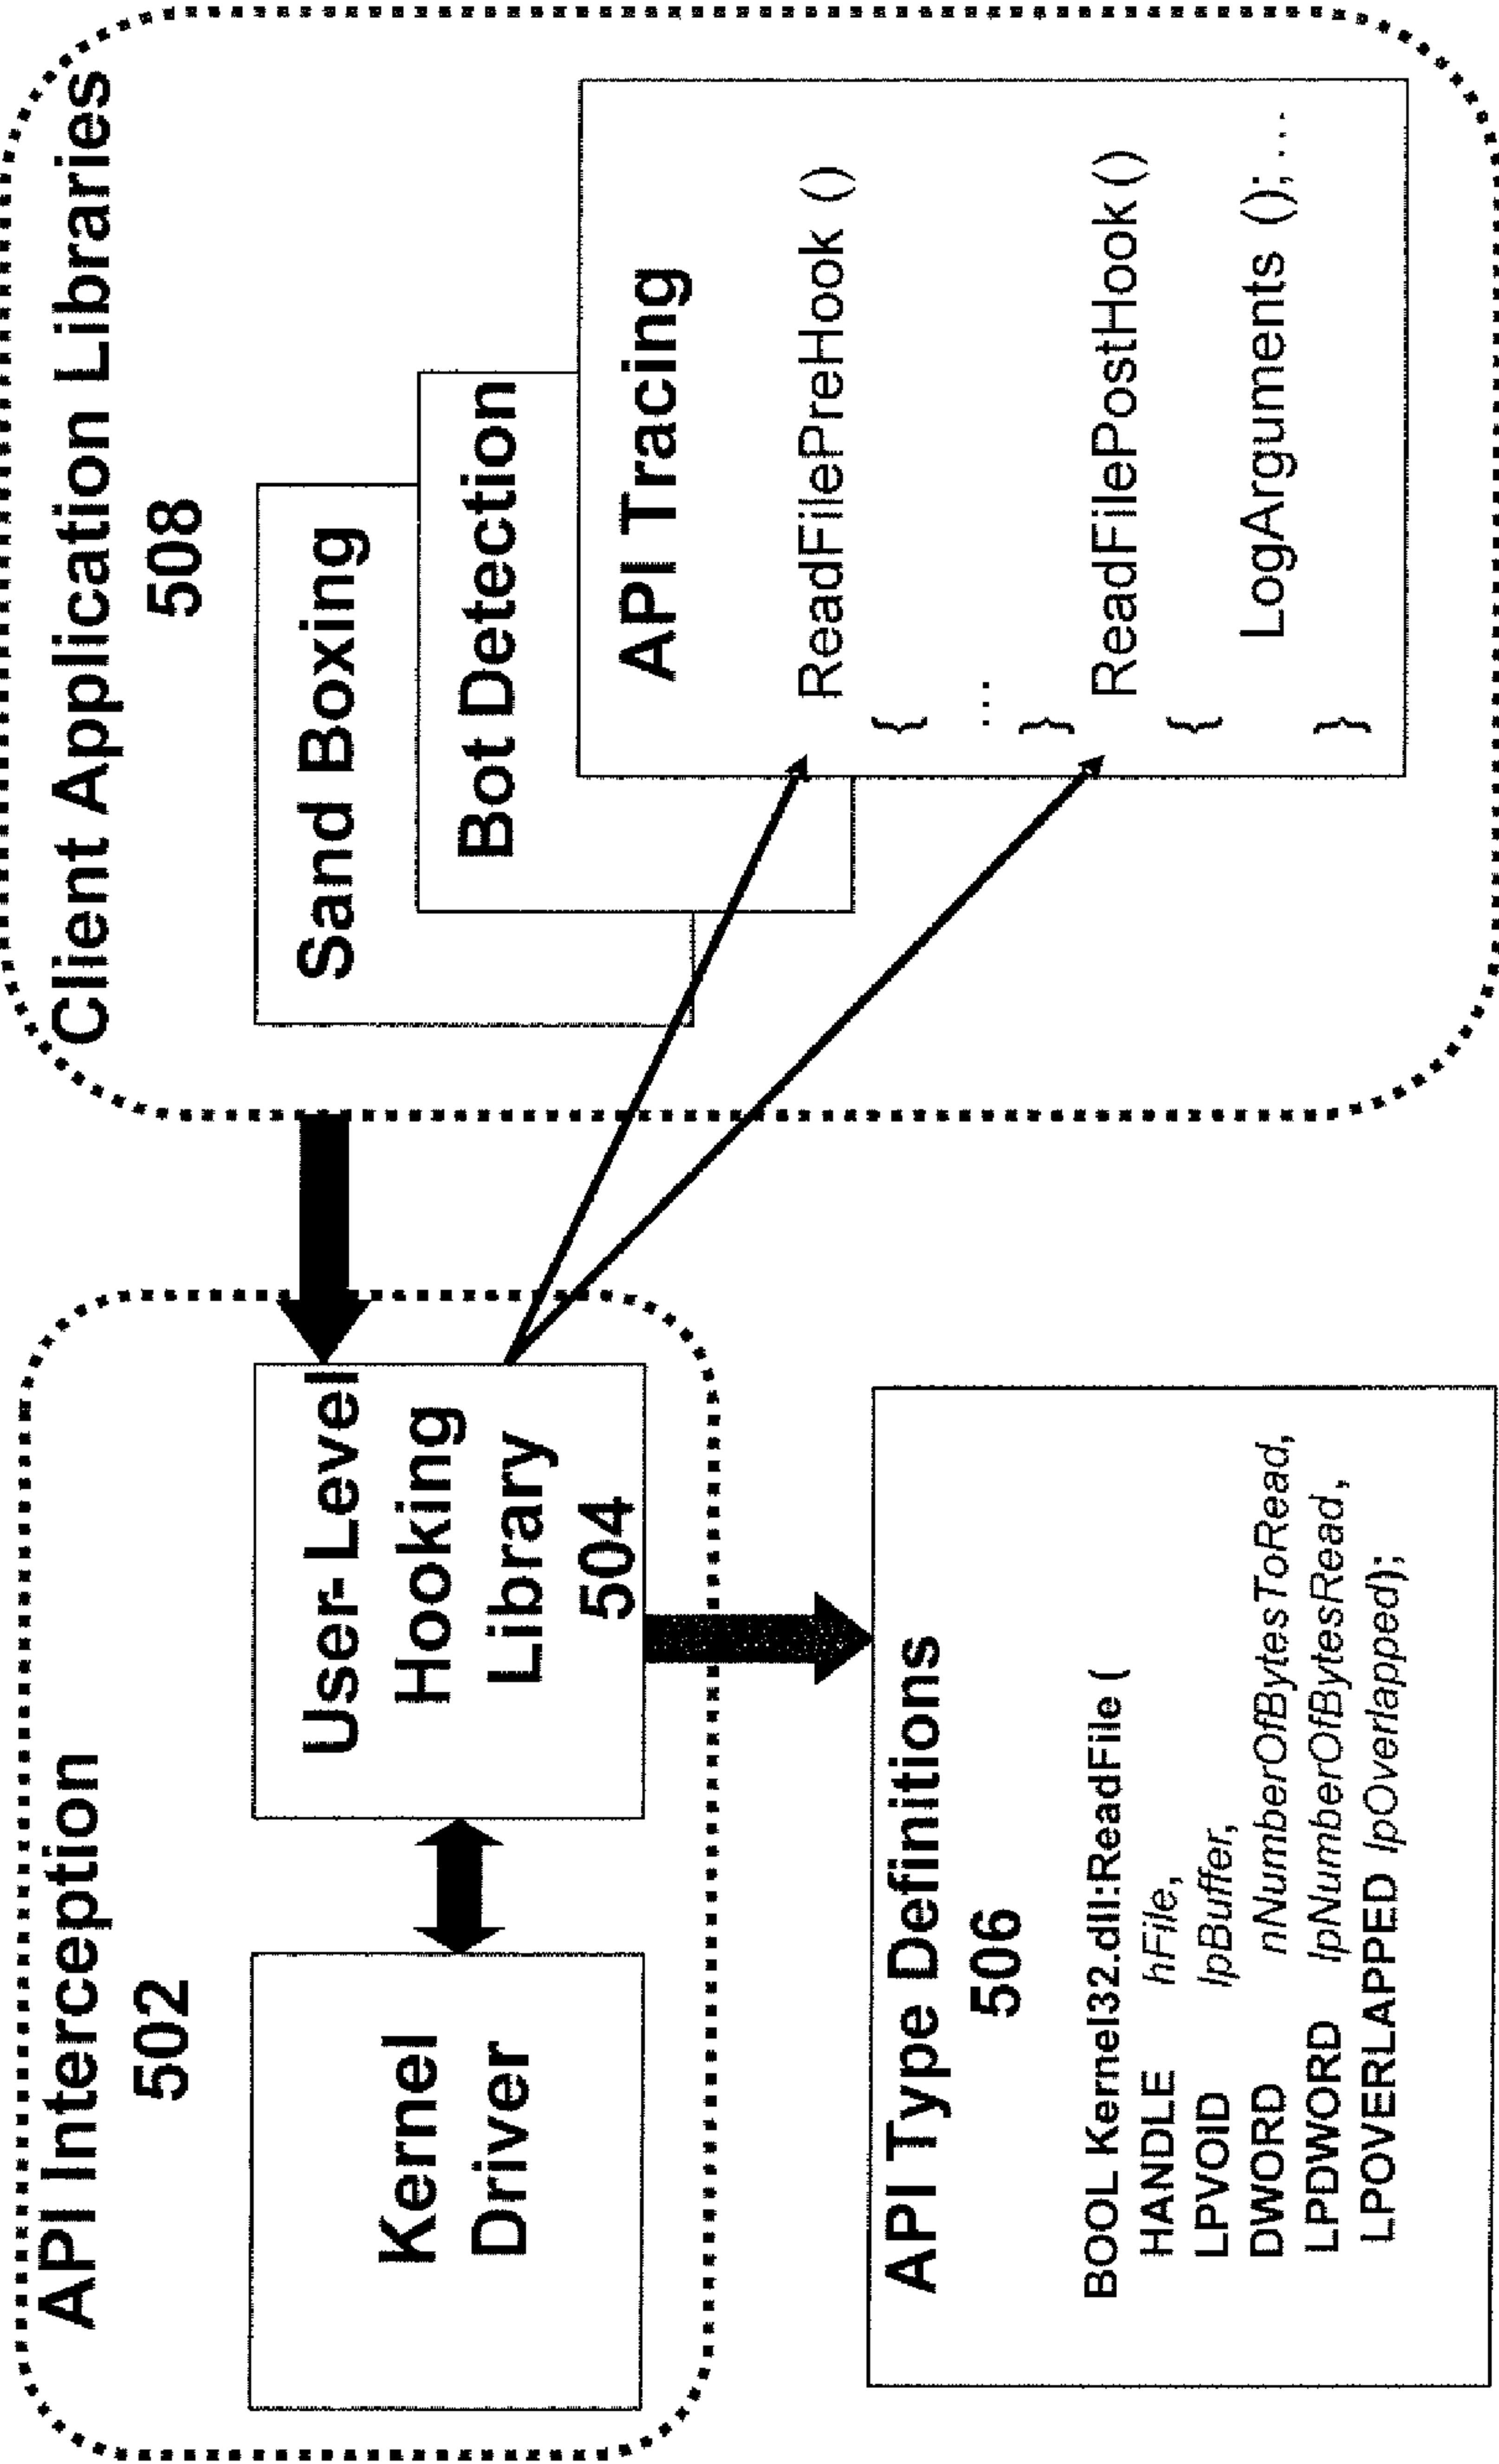 API Interception
502
Kernel
Driver
User-Level
Hooking
Library
504
API Type Definitions
506
BOOL Kernel32.dll:ReadFile (
HANDLE hFile,
LPVOID lpBuffer,
DWORD nNumberOfBytesToRead,
LPDWORD lpNumberOfBytesRead,
LPOVERLAPPED lpOverlapped);
Client Application Libraries
508
Sand Boxing
Bot Detection
API Tracing
ReadFilePreHook ()
{
...
}
ReadFilePostHook ()
{
LogArguments (); ...
}